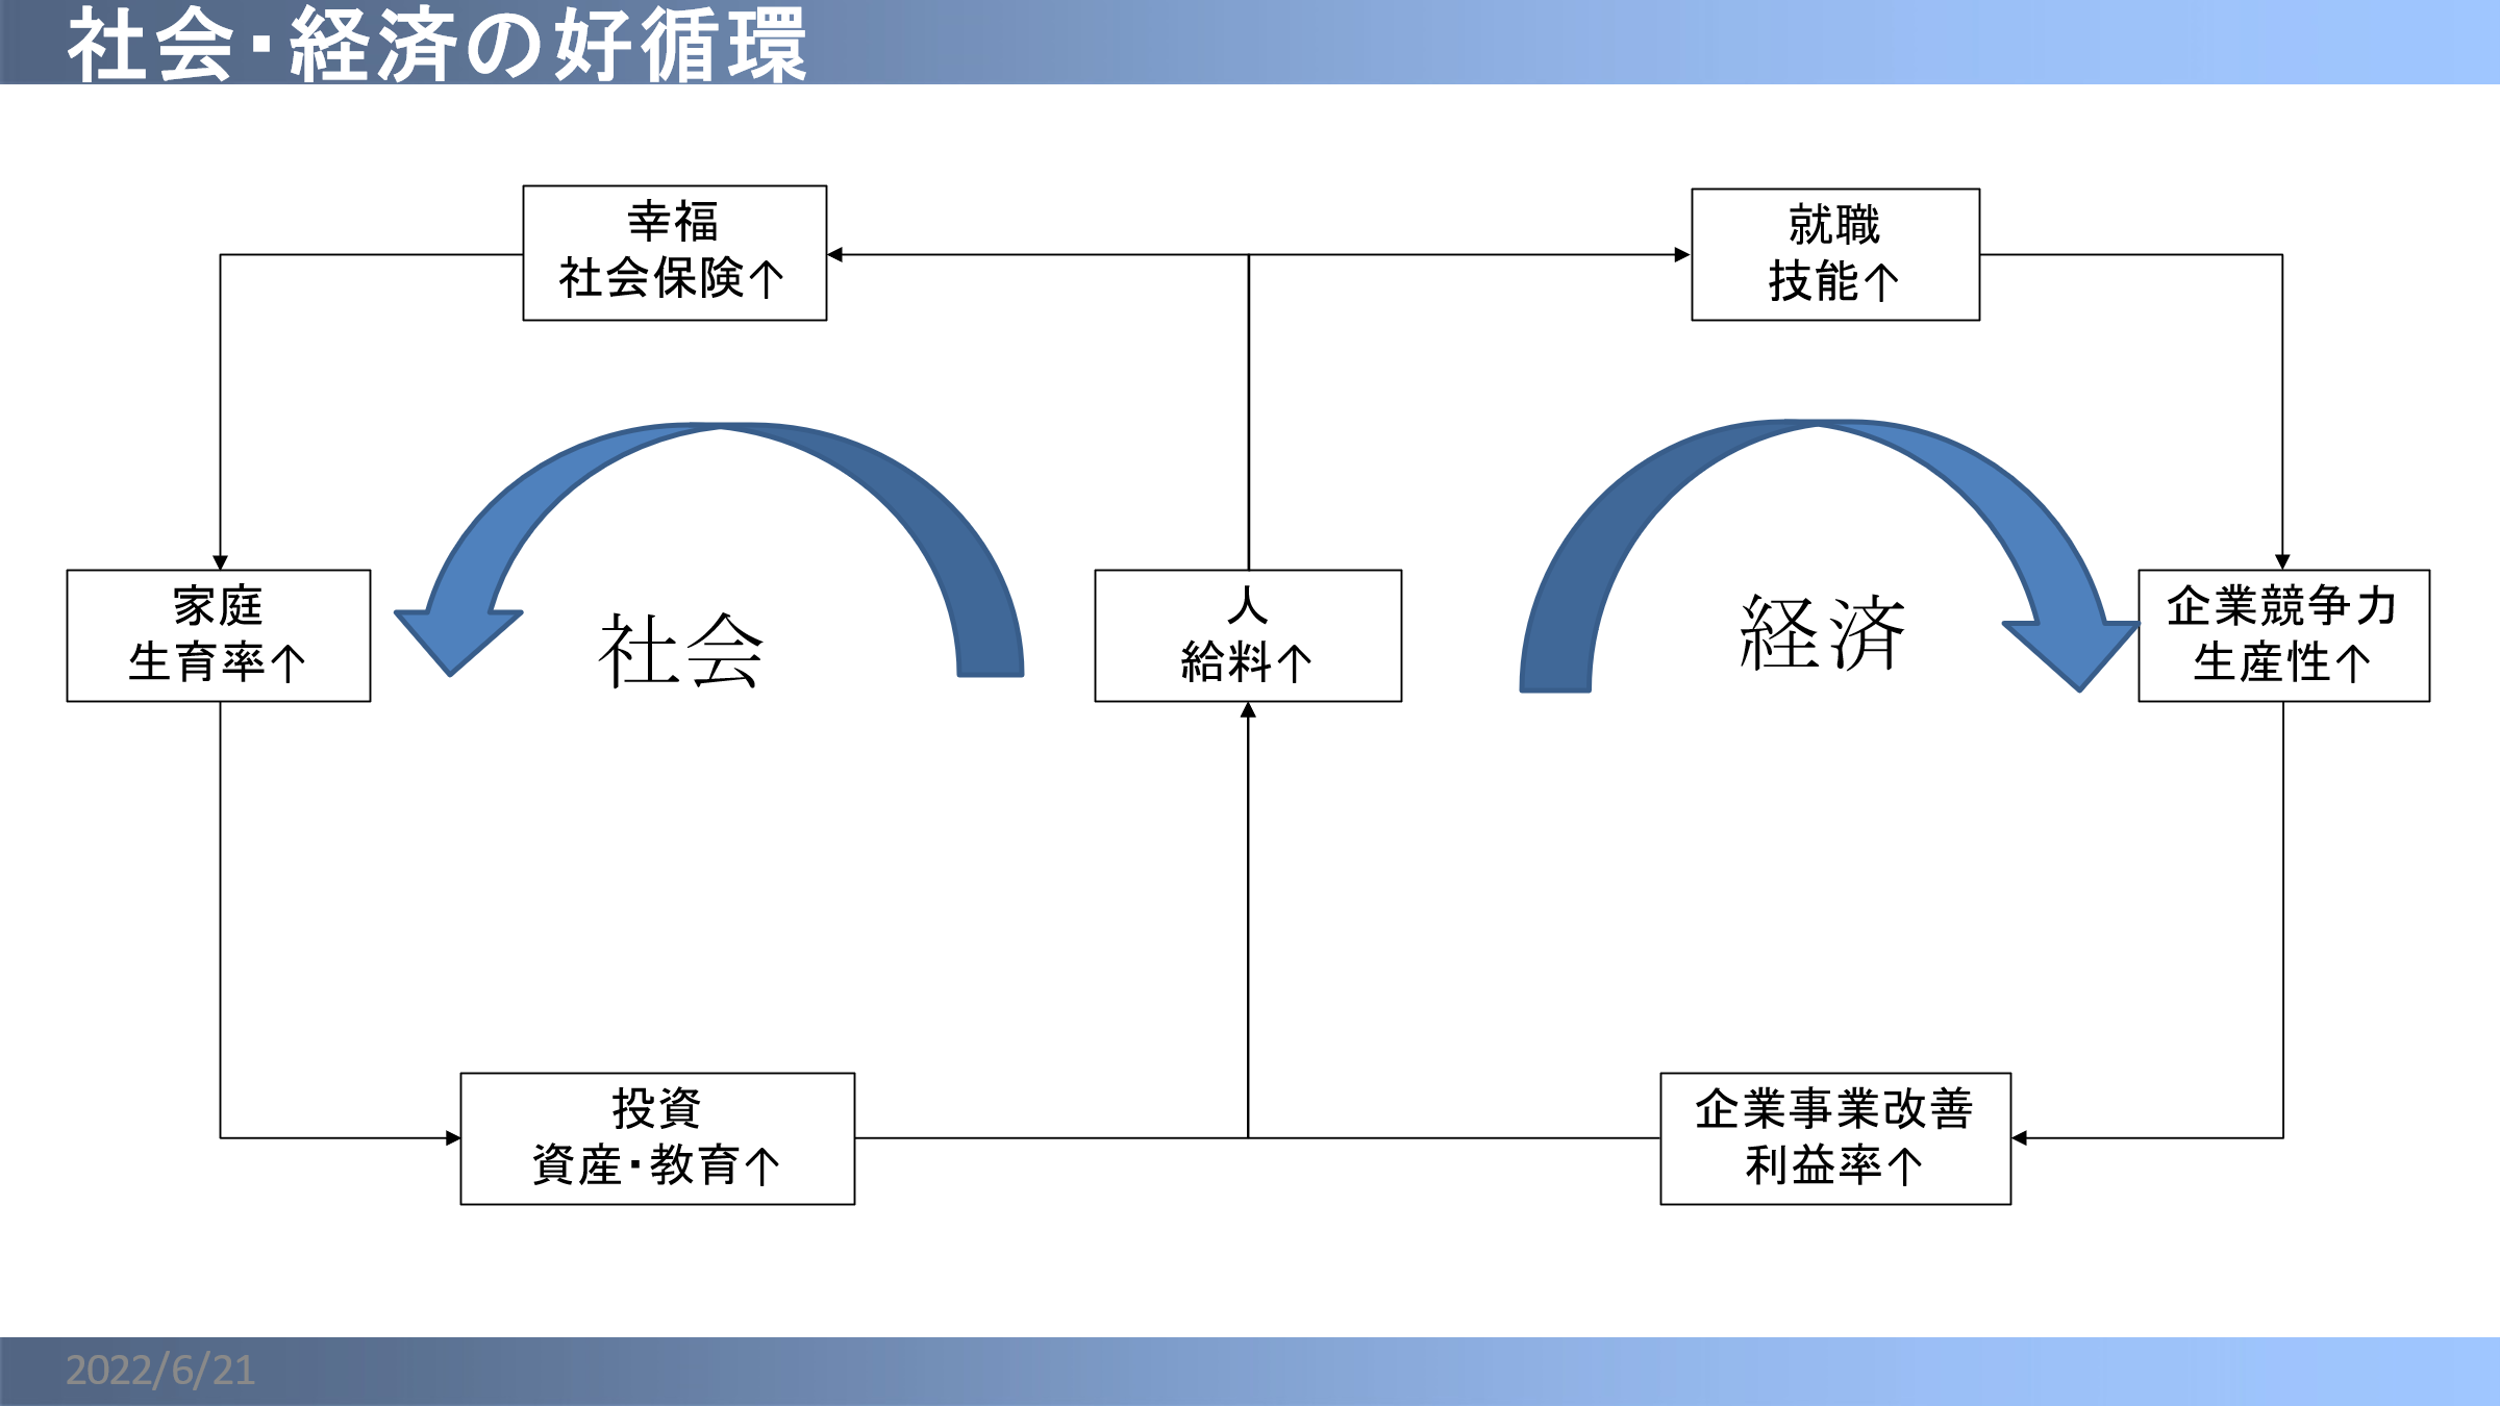 社会・経済の好循環
幸福
社会保険↑
就職
技能↑
家庭
生育率↑
社会
人
給料↑
経済
企業競争力
生産性↑
投資
資産・教育↑
企業事業改善
利益率↑
2022/6/21